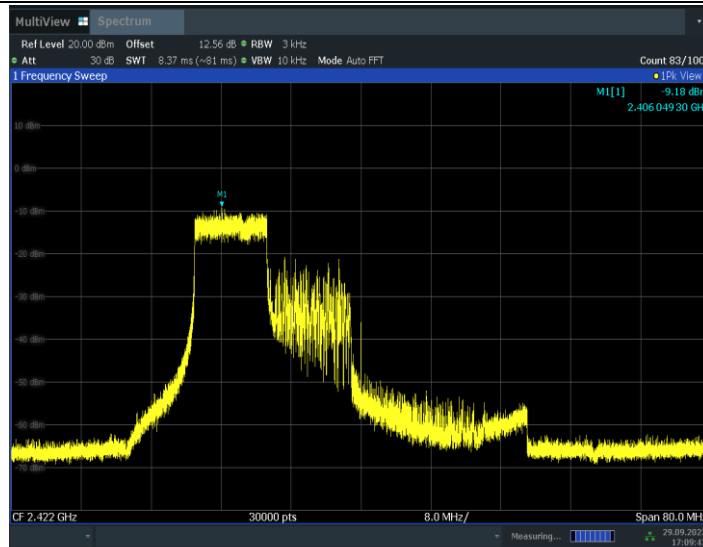 MultiView Spectrum
Ref Level 20.00 dBm Offset 12.56 dB RBW 3 kHz
Att 30 dB SWT 8.37 ms (~81 ms) VBW 10 kHz Mode Auto FFT Count 83/100
1 Frequency Sweep 1Pk View
M1[1] -9.18 dBm
2.406 049 30 GH
10 dBm
0 dBm
M1
-10 dBm
-20 dBm
-30 dBm
-40 dBm
-50 dBm
-60 dBm
-70 dBm
CF 2.422 GHz 30000 pts 8.0 MHz/ Span 80.0 MH
Measuring... 29.09.202
17:09:4